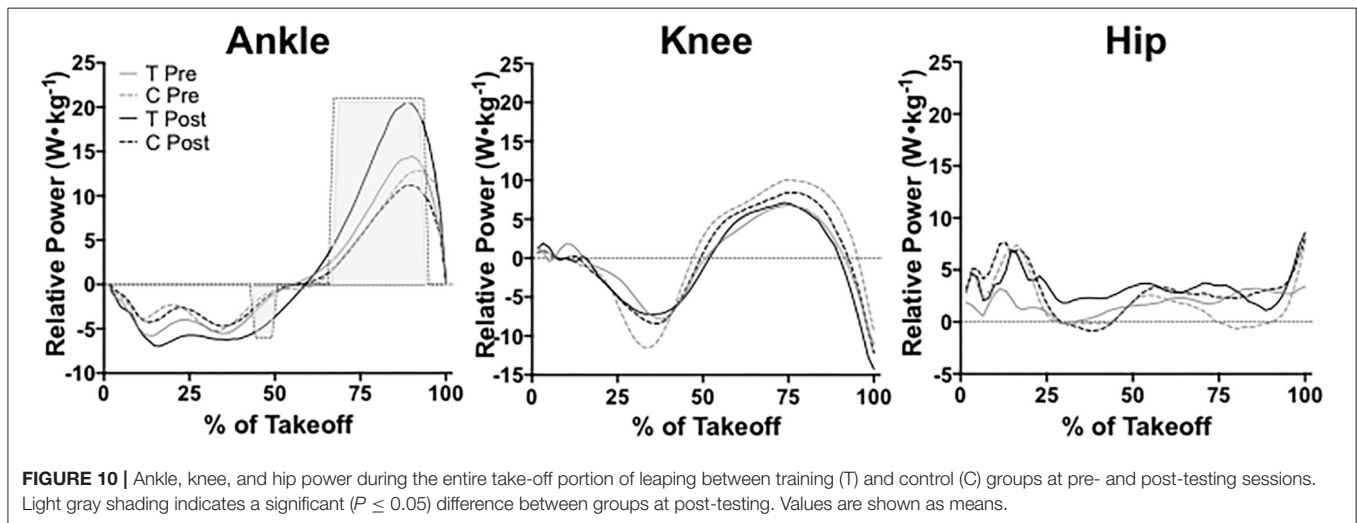 Ankle
Knee
Hip
Relative Power (W•kg-1)
25
20
15
10
5
0
-5
-10
T Pre
C Pre
T Post
C Post
0 25 50 75 100
% of Takeoff
Relative Power (W•kg-1)
25
20
15
10
5
0
-5
-10
-15
0 25 50 75 100
% of Takeoff
Relative Power (W•kg-1)
25
20
15
10
5
0
-5
0 25 50 75 100
% of Takeoff
FIGURE 10 | Ankle, knee, and hip power during the entire take-off portion of leaping between training (T) and control (C) groups at pre- and post-testing sessions.
Light gray shading indicates a significant (P ≤ 0.05) difference between groups at post-testing. Values are shown as means.